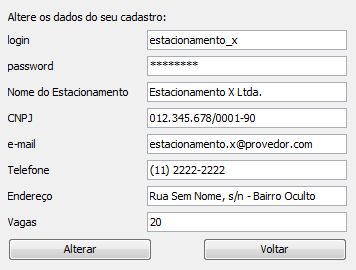 Altere os dados do seu cadastro:
login estacionamento_x
password ********
Nome do Estacionamento Estacionamento X Ltda.
CNPJ 012.345.678/0001-90
e-mail estacionamento.x@provedor.com
Telefone (11) 2222-2222
Endereço Rua Sem Nome, s/n - Bairro Oculto
Vagas 20
Alterar Voltar